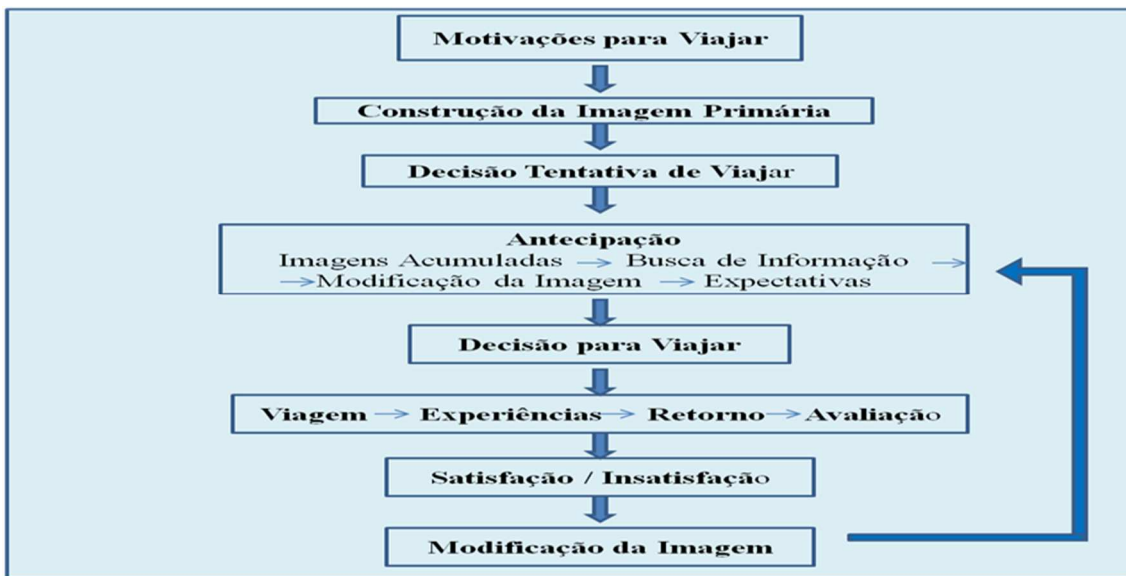 Motivações para Viajar
Construção da Imagem Primária
Decisão Tentativa de Viajar
Antecipação
Imagens Acumuladas → Busca de Informação →
→Modificação da Imagem → Expectativas
Decisão para Viajar
Viagem → Experiências→ Retorno→ Avaliação
Satisfação / Insatisfação
Modificação da Imagem